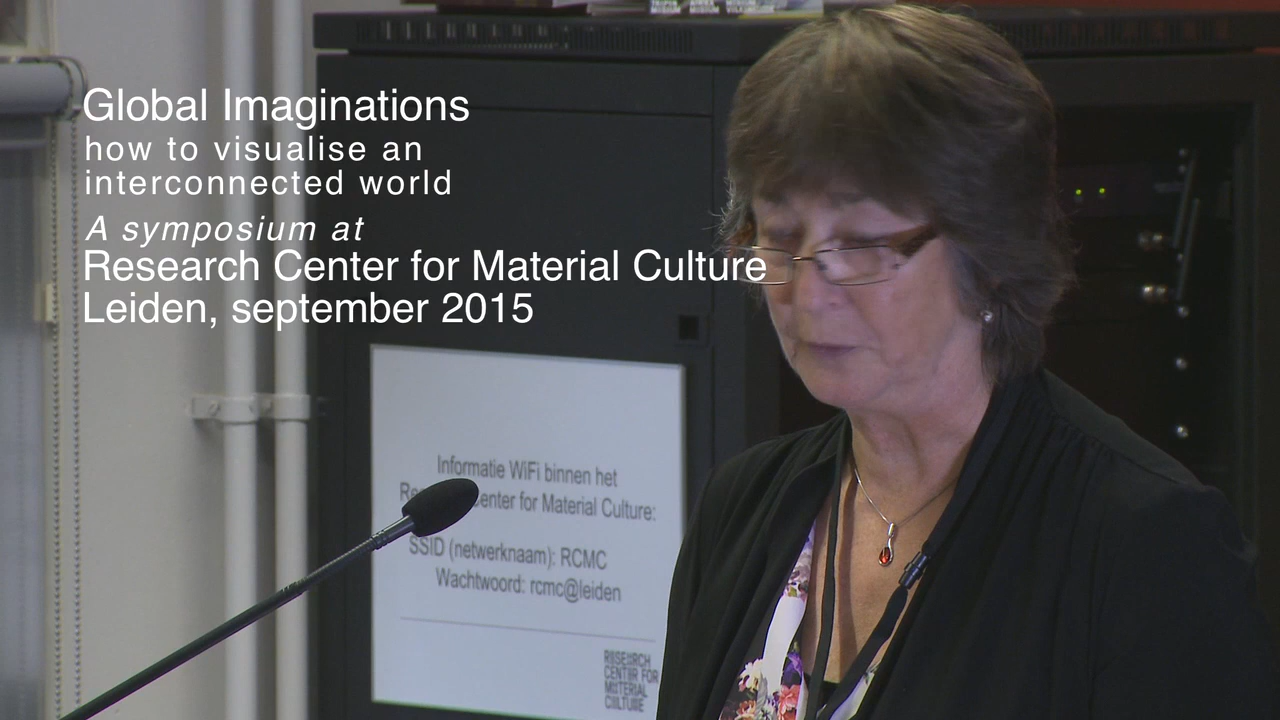 Global Imaginations
how to visualise an
interconnected world
A symposium at
Research Center for Material Culture
Leiden, september 2015
Informatie WiFi binnen het
Center for Material Culture:
SSID (netwerknaam): RCMC
Wachtwoord: rcmc@leiden
RESEARCH
CENTER FOR
MATERIAL
CULTURE